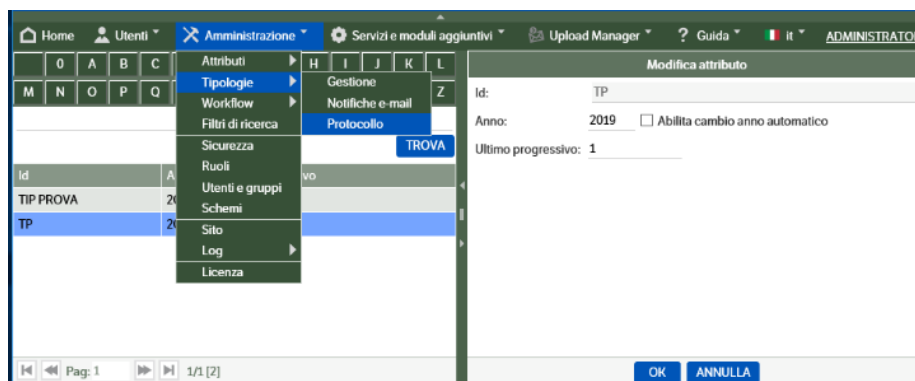 Home Utenti Amministrazione Servizi e moduli aggiuntivi Upload Manager ? Guida it ADMINISTRATOR
0 A B C H I J K L
M N O P Q Z
Attributi
Tipologie
Workflow
Filtri di ricerca
Sicurezza
Ruoli
Utenti e gruppi
Schemi
Sito
Log
Licenza
Gestione
Notifiche e-mail
Protocollo
TROVA
Id A vo
TIP PROVA 20
TP 20
Pag: 1 1/1 [2]
Modifica attributo
Id: TP
Anno: 2019 Abilita cambio anno automatico
Ultimo progressivo: 1
OK ANNULLA